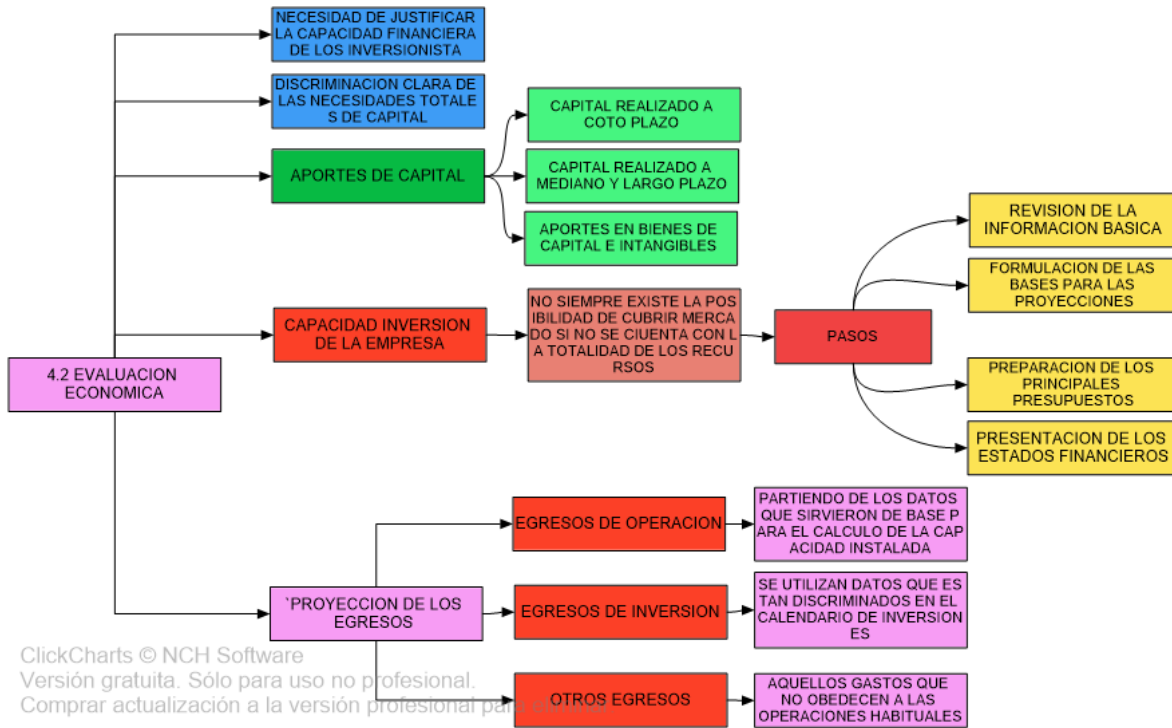 NECESIDAD DE JUSTIFICAR
LA CAPACIDAD FINANCIERA
DE LOS INVERSIONISTA
DISCRIMINACION CLARA DE
LAS NECESIDADES TOTALE
S DE CAPITAL
APORTES DE CAPITAL
CAPITAL REALIZADO A
COTO PLAZO
CAPITAL REALIZADO A
MEDIANO Y LARGO PLAZO
APORTES EN BIENES DE
CAPITAL E INTANGIBLES
4.2 EVALUACION
ECONOMICA
CAPACIDAD INVERSION
DE LA EMPRESA
NO SIEMPRE EXISTE LA POS
IBILIDAD DE CUBRIR MERCA
DO SI NO SE CIUENTA CON L
A TOTALIDAD DE LOS RECU
RSOS
PASOS
REVISION DE LA
INFORMACION BASICA
FORMULACION DE LAS
BASES PARA LAS
PROYECCIONES
PREPARACION DE LOS
PRINCIPALES
PRESUPUESTOS
PRESENTACION DE LOS
ESTADOS FINANCIEROS
`PROYECCION DE LOS
EGRESOS
EGRESOS DE OPERACION
PARTIENDO DE LOS DATOS
QUE SIRVIERON DE BASE P
ARA EL CALCULO DE LA CAP
ACIDAD INSTALADA
EGRESOS DE INVERSION
SE UTILIZAN DATOS QUE ES
TAN DISCRIMINADOS EN EL
CALENDARIO DE INVERSION
ES
OTROS EGRESOS
AQUELLOS GASTOS QUE
NO OBEDECEN A LAS
OPERACIONES HABITUALES
ClickCharts © NCH Software
Versión gratuita. Sólo para uso no profesional.
Comprar actualización a la versión profesional para